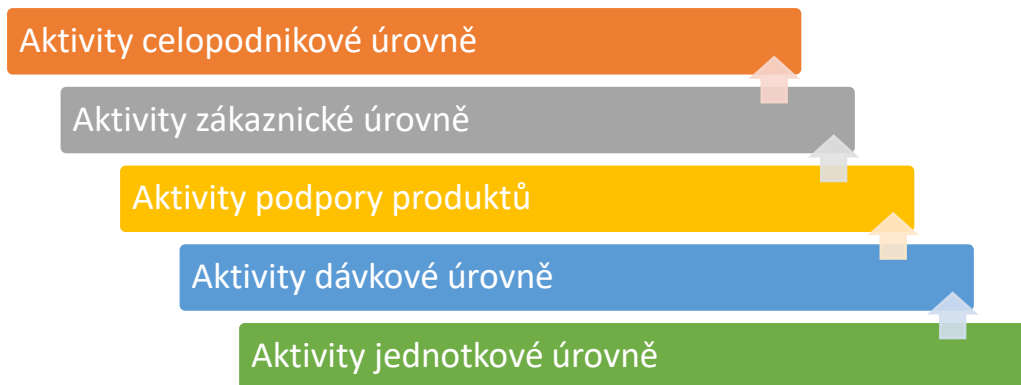 Aktivity celopodnikové úrovně
Aktivity zákaznické úrovně
Aktivity podpory produktů
Aktivity dávkové úrovně
Aktivity jednotkové úrovně